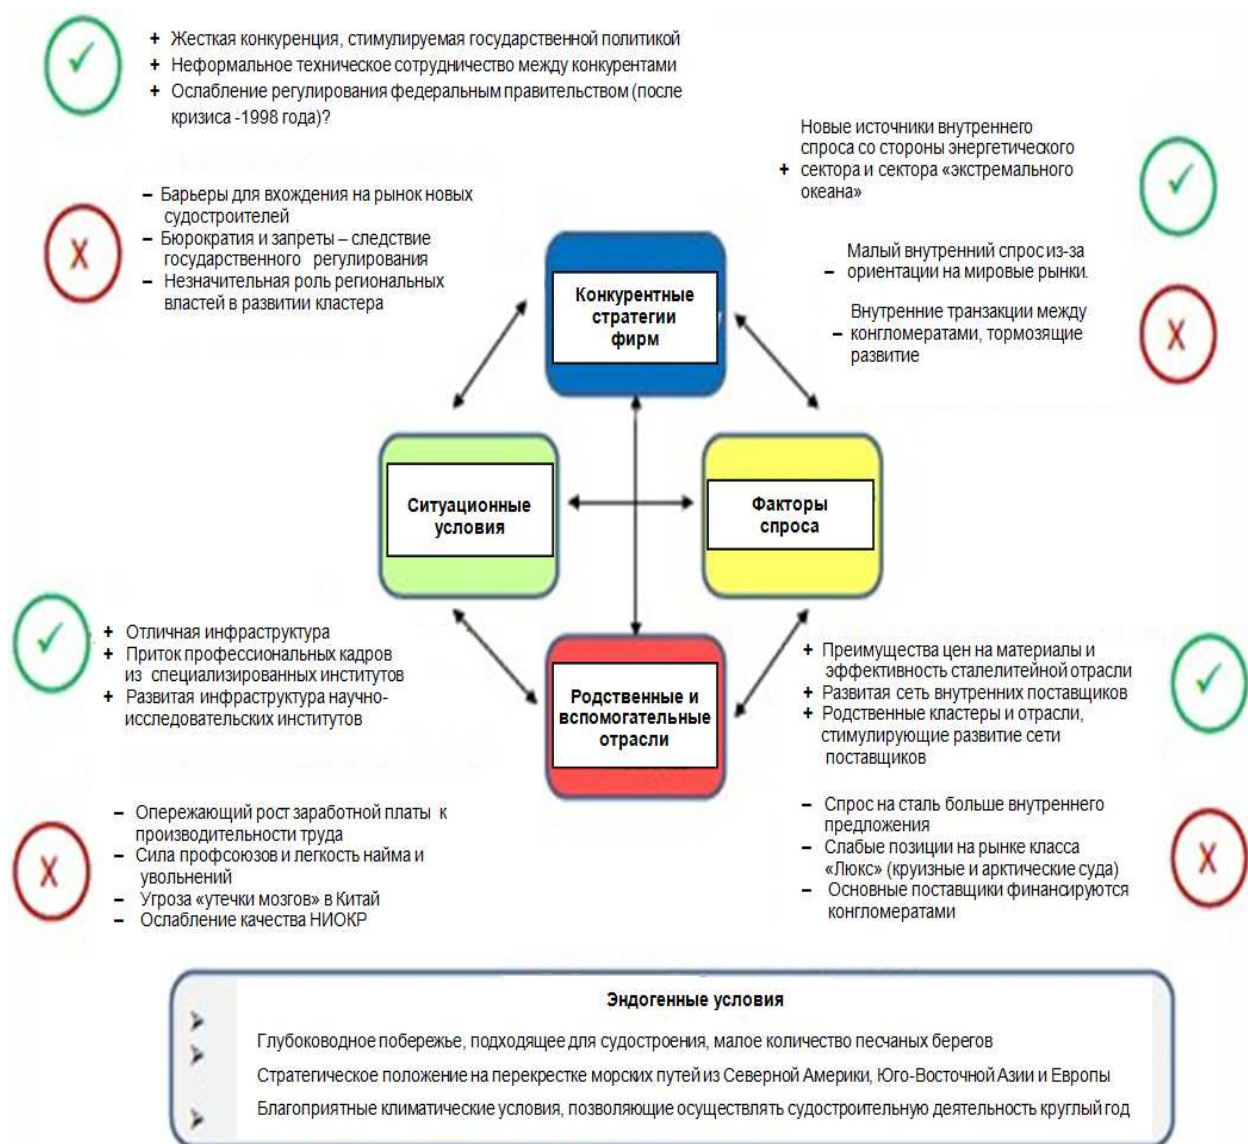 + Жесткая конкуренция, стимулируемая государственной политикой
+ Неформальное техническое сотрудничество между конкурентами
+ Ослабление регулирования федеральным правительством (после
кризиса -1998 года)?
Новые источники внутреннего
спроса со стороны энергетического
+ сектора и сектора «экстремального
океана»
– Барьеры для вхождения на рынок новых
судостроителей
– Бюрократия и запреты – следствие
государственного регулирования
– Незначительная роль региональных
властей в развитии кластера
Малый внутренний спрос из-за
– ориентации на мировые рынки.
Внутренние транзакции между
– конгломератами, тормозящие
развитие
Конкурентные
стратегии
фирм
Ситуационные
условия
Факторы
спроса
Родственные и
вспомогательные
отрасли
+ Отличная инфраструктура
+ Приток профессиональных кадров
из специализированных институтов
+ Развитая инфраструктура научно-
исследовательских институтов
+ Преимущества цен на материалы и
эффективность сталелитейной отрасли
+ Развитая сеть внутренних поставщиков
+ Родственные кластеры и отрасли,
стимулирующие развитие сети
поставщиков
– Опережающий рост заработной платы к
производительности труда
– Сила профсоюзов и легкость найма и
увольнений
– Угроза «утечки мозгов» в Китай
– Ослабление качества НИОКР
– Спрос на сталь больше внутреннего
предложения
– Слабые позиции на рынке класса
«Люкс» (круизные и арктические суда)
– Основные поставщики финансируются
конгломератами
Эндогенные условия
Глубоководное побережье, подходящее для судостроения, малое количество песчаных берегов
Стратегическое положение на перекрестке морских путей из Северной Америки, Юго-Восточной Азии и Европы
Благоприятные климатические условия, позволяющие осуществлять судостроительную деятельность круглый год